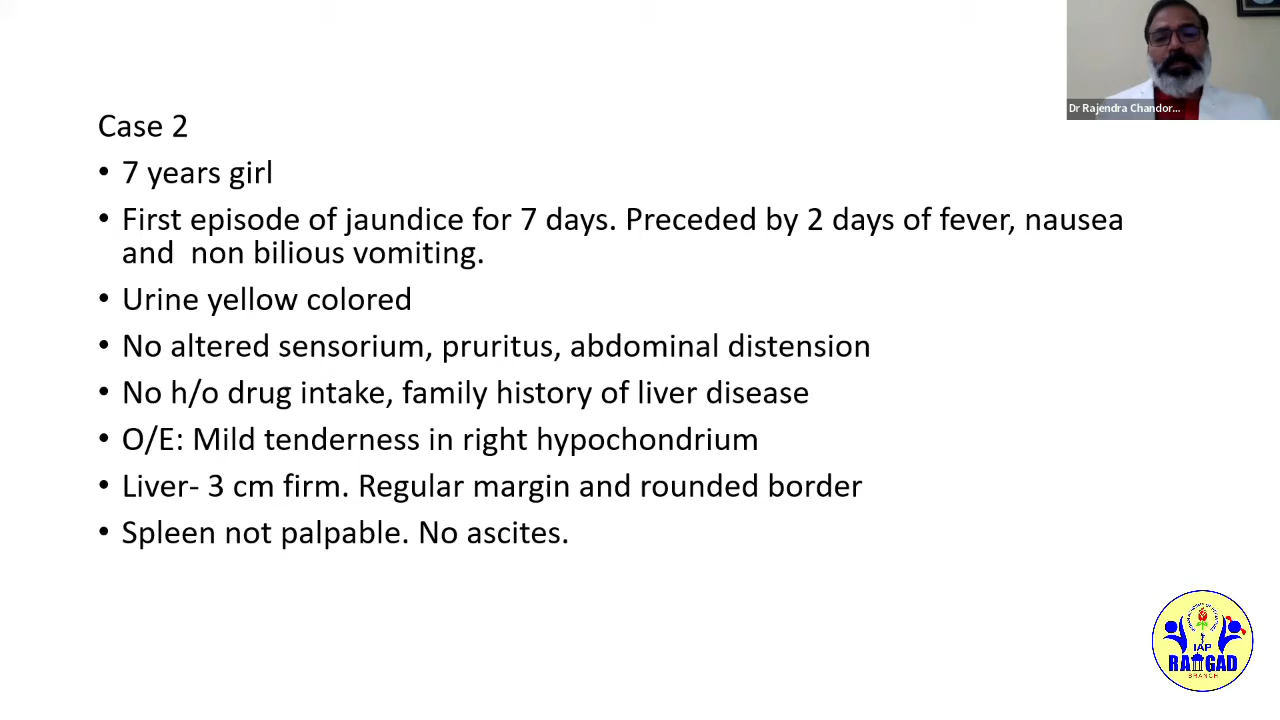 Dr Rajendra Chandor...
Case 2
• 7 years girl
• First episode of jaundice for 7 days. Preceded by 2 days of fever, nausea
and  non bilious vomiting.
• Urine yellow colored
• No altered sensorium, pruritus, abdominal distension
• No h/o drug intake, family history of liver disease
• O/E: Mild tenderness in right hypochondrium
• Liver- 3 cm firm. Regular margin and rounded border
• Spleen not palpable. No ascites.
IAP
RAIGAD
BRANCH